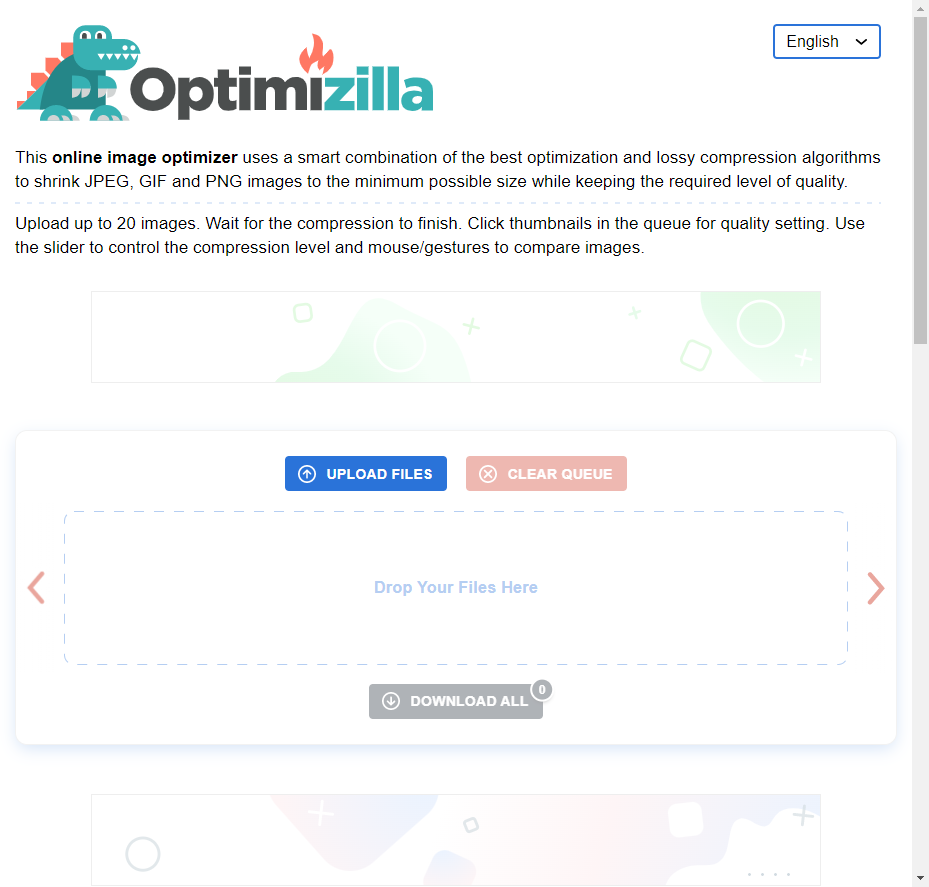 English
Optimizilla
This online image optimizer uses a smart combination of the best optimization and lossy compression algorithms
to shrink JPEG, GIF and PNG images to the minimum possible size while keeping the required level of quality.
Upload up to 20 images. Wait for the compression to finish. Click thumbnails in the queue for quality setting. Use
the slider to control the compression level and mouse/gestures to compare images.
UPLOAD FILES
CLEAR QUEUE
Drop Your Files Here
DOWNLOAD ALL
0